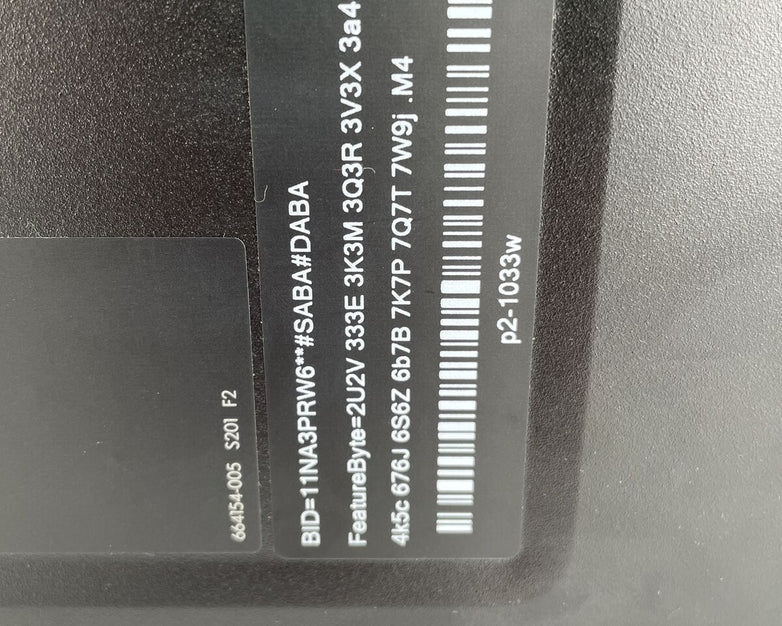 BID=11NA3PRW6**#SABA#DABA
FeatureByte=2U2V 333E 3K3M 3Q3R 3V3X 3a4
4k5c 676J 6S6Z 6b7B 7K7P 7Q7T 7W9j .M4
p2-1033w
664154-005 S201 F2